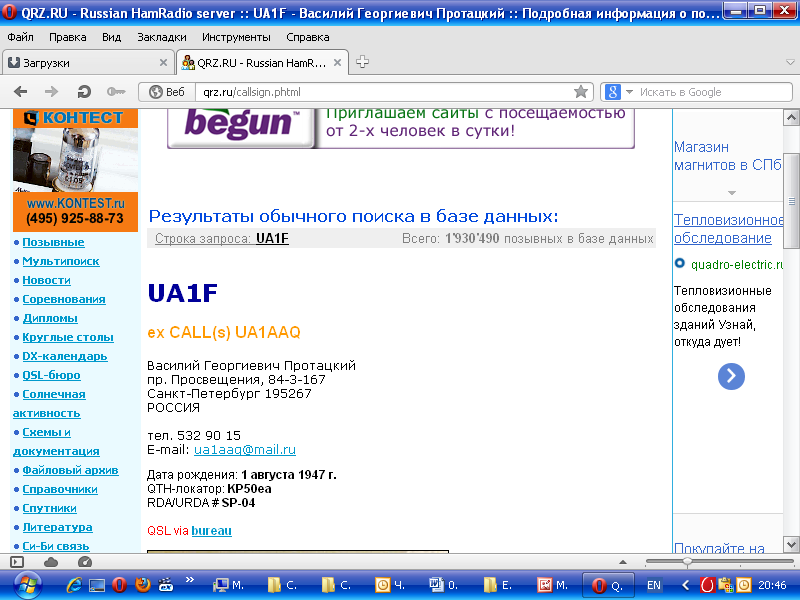 QRZ.RU - Russian HamRadio server :: UA1F - Василий Георгиевич Протацкий :: Подробная информация о по...
Файл Правка Вид Закладки Инструменты Справка
Загрузки
QRZ.RU - Russian HamR...
Веб qrz.ru/callsign.phtml
Искать в Google
КОНТЕСТ
www.KONTEST.ru
(495) 925-88-73
Позывные
Мультипоиск
Новости
Соревнования
Дипломы
Круглые столы
DX-календарь
QSL-бюро
Солнечная
активность
Схемы и
документация
Файловый архив
Справочники
Спутники
Литература
Си-Би связь
begun™
Приглашаем сайты с посещаемостью
от 2-х человек в сутки!
Результаты обычного поиска в базе данных:
Строка запроса: UA1F Всего: 1'930'490 позывных в базе данных
UA1F
ex CALL(s) UA1AAQ
Василий Георгиевич Протацкий
пр. Просвещения, 84-3-167
Санкт-Петербург 195267
РОССИЯ
тел. 532 90 15
E-mail: ua1aaq@mail.ru
Дата рождения: 1 августа 1947 г.
QTH-локатор: KP50ea
RDA/URDA # SP-04
QSL via bureau
Магазин
магнитов в СПб
Тепловизионное
обследование
quadro-electric.ru
Тепловизионные
обследования
зданий Узнай,
откуда дует!
Покупайте на
М. С. С. Ч. О. Е. М. Q. EN 20:46